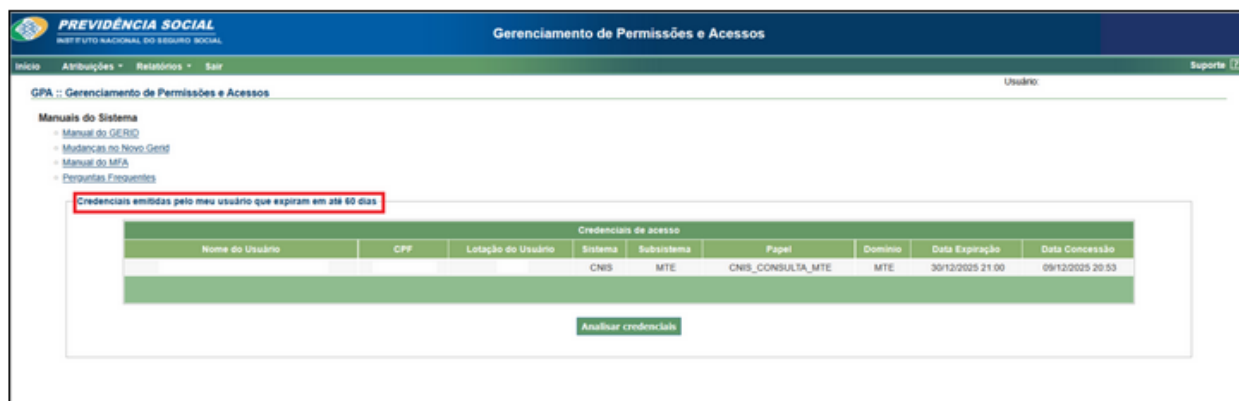 PREVIDÊNCIA SOCIAL
INSTITUTO NACIONAL DO SEGURO SOCIAL
Gerenciamento de Permissões e Acessos
Início Atribuições Relatórios Sair Suporte
Usuário:
GPA :: Gerenciamento de Permissões e Acessos
Manuais do Sistema
Manual do GERID
Mudancas no Novo Gerid
Manual do MFA
Perguntas Frequentes
Credenciais emitidas pelo meu usuário que expiram em até 60 dias
Credenciais de acesso
Nome do Usuário CPF Lotação do Usuário Sistema Subsistema Papel Domínio Data Expiração Data Concessão
CNIS MTE CNIS_CONSULTA_MTE MTE 30/12/2025 21:00 09/12/2025 20:53
Analisar credenciais